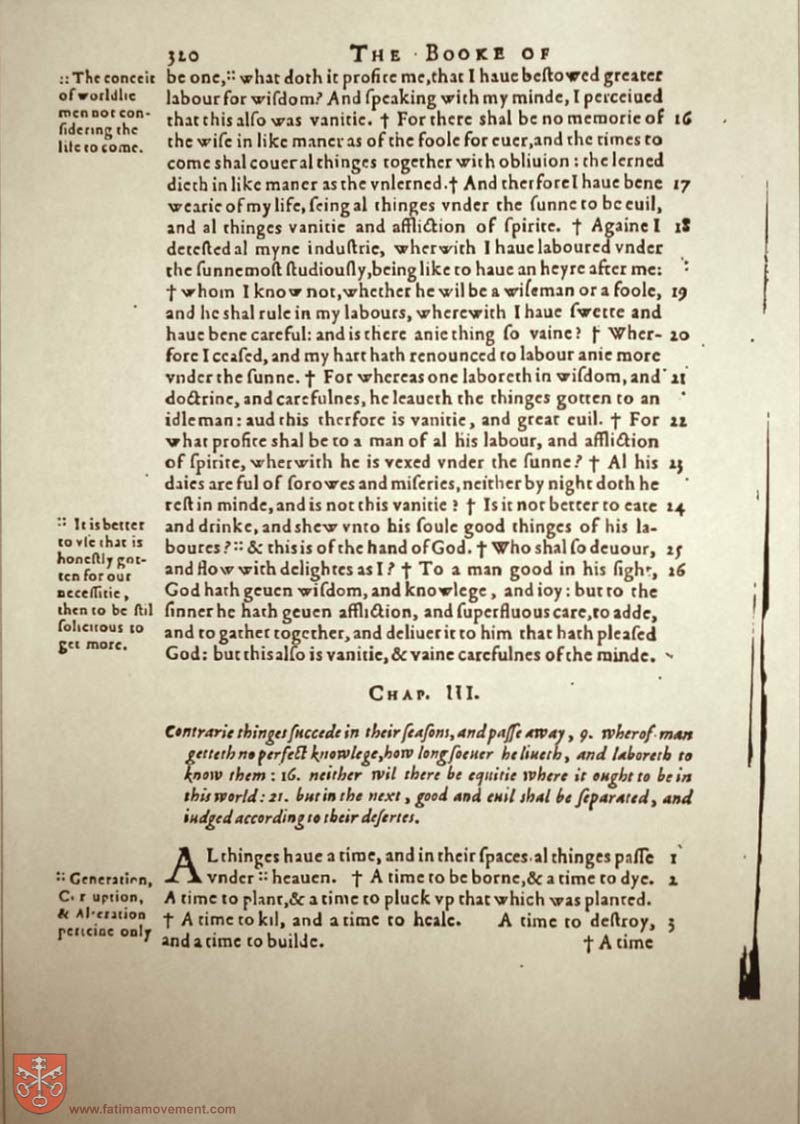 310 THE BOOKE OF
:: The conceit
of worldlie
men not con-
ſidering the
life to come.
be one,:: what doth it profite me,that I haue beſtowed greater
labour for wiſdom? And ſpeaking with my minde, I perceiued
that this alſo was vanitie. † For there shal be no memorie of 16
the wiſe in like maner as of the foole for euer,and the times to
come shal couer al thinges together with obliuion : the lerned
dieth in like maner as the vnlerned.† And therfore I haue bene 17
wearie of my life, ſeing al thinges vnder the ſunne to be euil,
and al thinges vanitie and affliction of ſpirite. † Againe I 18
deteſted al myne induſtrie, wherwith I haue laboured vnder
the ſunne moſt ſtudiouſly,being like to haue an heyre after me:
† whom I know not,whether he wil be a wiſeman or a foole, 19
and he shal rule in my labours, wherewith I haue ſwette and
haue bene careful: and is there anie thing ſo vaine? † Wher- 20
fore I ceaſed, and my hart hath renounced to labour anie more
vnder the ſunne. † For whereas one laboreth in wiſdom, and 21
doctrine, and carefulnes, he leaueth the thinges gotten to an
idleman: aud this therfore is vanitie, and great euil. † For 22
what profite shal be to a man of al his labour, and affliction
of ſpirite, wherwith he is vexed vnder the ſunne? † Al his 23
daies are ful of ſorowes and miſeries, neither by night doth he
reſt in minde, and is not this vanitie ? † Is it not better to eate 24
:: It is better
to vſe that is
honeſtly got-
ten for our
neceſſitie,
then to be ſtil
ſolicitous to
get more.
and drinke, and shew vnto his ſoule good thinges of his la-
boures? :: & this is of the hand of God. † Who shal ſo deuour, 25
and flow with delightes as I? † To a man good in his ſight, 26
God hath geuen wiſdom, and knowlege, and ioy: but to the
ſinner he hath geuen affliction, and ſuperfluous care,to adde,
and to gather together, and deliuer it to him that hath pleaſed
God: but this alſo is vanitie, & vaine carefulnes of the minde.
CHAP. III.
Contrarie thinges ſuccede in their ſeaſons, and paſſe away, 9. wherof man
getteth no perfect knowlege, how long ſoeuer he liueth, and laboreth to
know them : 16. neither wil there be equitie where it ought to be in
this world: 21. but in the next, good and euil shal be ſeparated, and
iudged according to their deſertes.
AL thinges haue a time, and in their ſpaces al thinges paſſe 1
:: Generation,
C r uption,
& Alteration
perteine only
vnder :: heauen. † A time to be borne,& a time to dye. 2
A time to plant,& a time to pluck vp that which was planted.
† A time to kil, and a time to heale. A time to deſtroy, 3
and a time to builde. † A time
www.fatimamovement.com